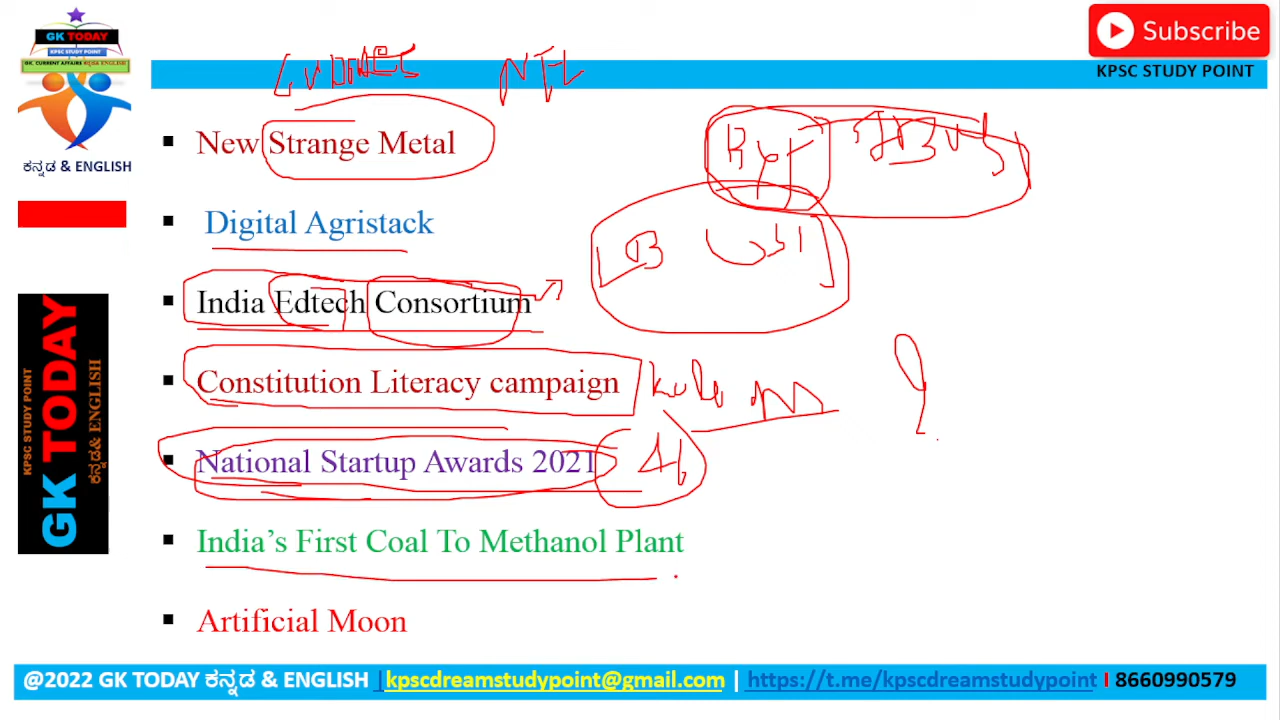 GK TODAY
KPSC STUDY POINT
GK, CURRENT AFFAIRS ಕನ್ನಡ & ENGLISH
ಕನ್ನಡ & ENGLISH
Subscribe
KPSC STUDY POINT
NFL
▪ New Strange Metal
▪ Digital Agristack
▪ India Edtech Consortium
▪ Constitution Literacy campaign
▪ National Startup Awards 2021
46
▪ India’s First Coal To Methanol Plant
▪ Artificial Moon
KPSC STUDY POINT
GK TODAY
ಕನ್ನಡ& ENGLISH
@2022 GK TODAY ಕನ್ನಡ & ENGLISH |kpscdreamstudypoint@gmail.com | https://t.me/kpscdreamstudypoint I 8660990579